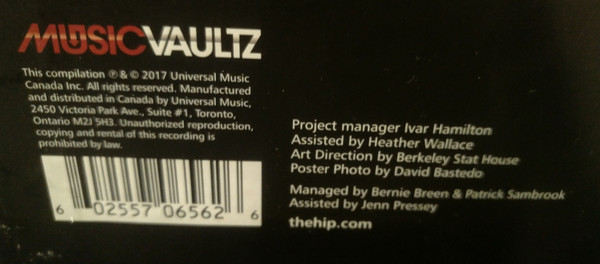 MUSICVAULTZ
This compilation ℗ & © 2017 Universal Music
Canada Inc. All rights reserved. Manufactured
and distributed in Canada by Universal Music,
2450 Victoria Park Ave., Suite #1, Toronto,
Ontario M2J 5H3. Unauthorized reproduction,
copying and rental of this recording is
prohibited by law.
6 02557 06562 6
Project manager Ivar Hamilton
Assisted by Heather Wallace
Art Direction by Berkeley Stat House
Poster Photo by David Bastedo
Managed by Bernie Breen & Patrick Sambrook
Assisted by Jenn Pressey
thehip.com